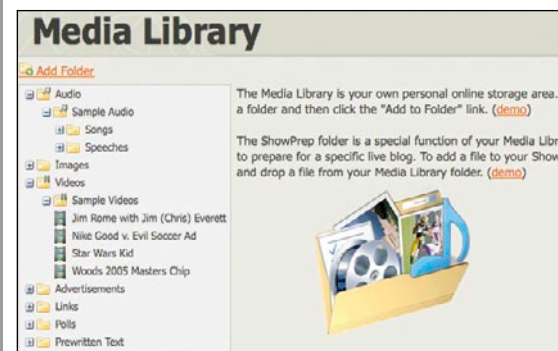 Media Library
Add Folder
Audio
Sample Audio
Songs
Speeches
Images
Videos
Sample Videos
Jim Rome with Jim (Chris) Everett
Nike Good v. Evil Soccer Ad
Star Wars Kid
Woods 2005 Masters Chip
Advertisements
Links
Polls
Prewritten Text
The Media Library is your own personal online storage area.
a folder and then click the "Add to Folder" link. (demo)
The ShowPrep folder is a special function of your Media Libr
to prepare for a specific live blog. To add a file to your Show
and drop a file from your Media Library folder. (demo)